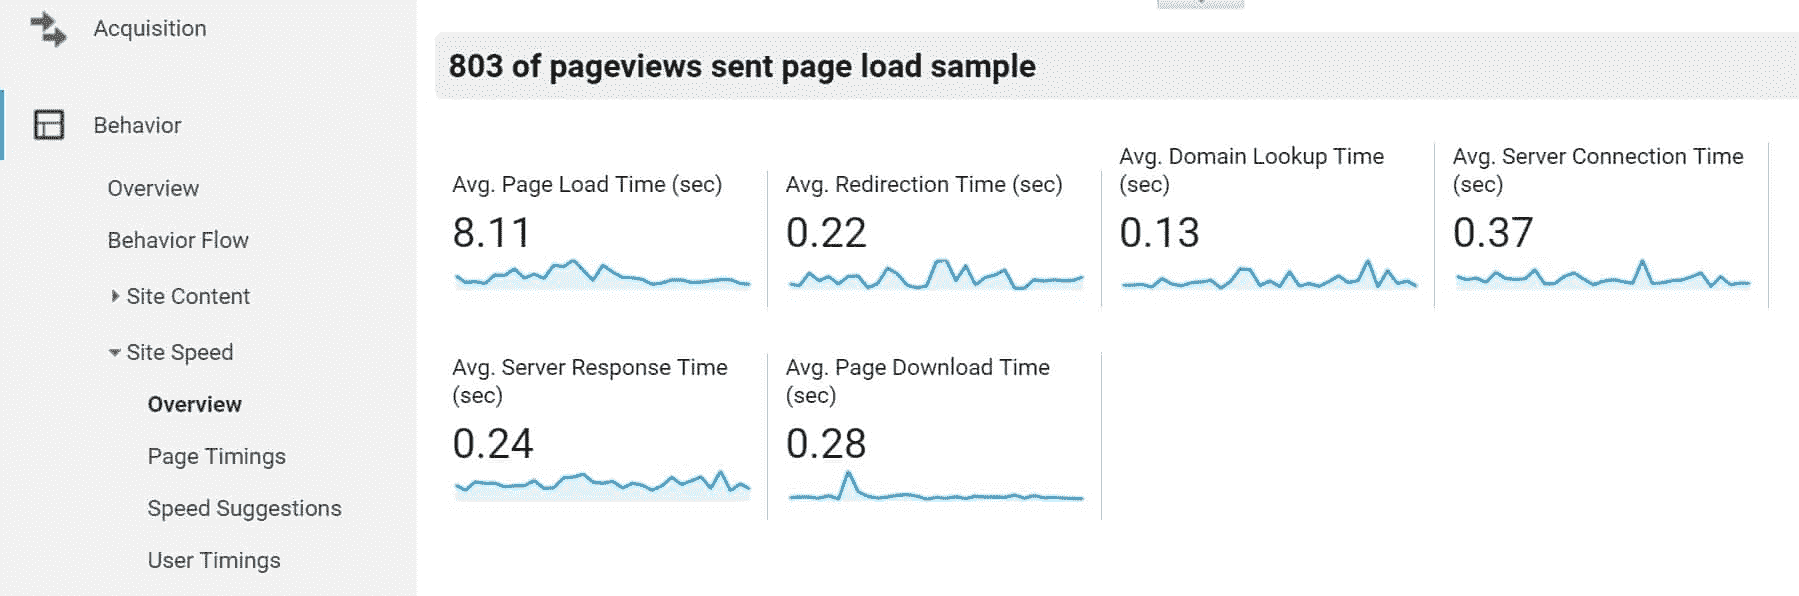 Acquisition
Behavior
Overview
Behavior Flow
Site Content
Site Speed
Overview
Page Timings
Speed Suggestions
User Timings
803 of pageviews sent page load sample
Avg. Page Load Time (sec)
8.11
Avg. Redirection Time (sec)
0.22
Avg. Domain Lookup Time
(sec)
0.13
Avg. Server Connection Time
(sec)
0.37
Avg. Server Response Time
(sec)
0.24
Avg. Page Download Time
(sec)
0.28